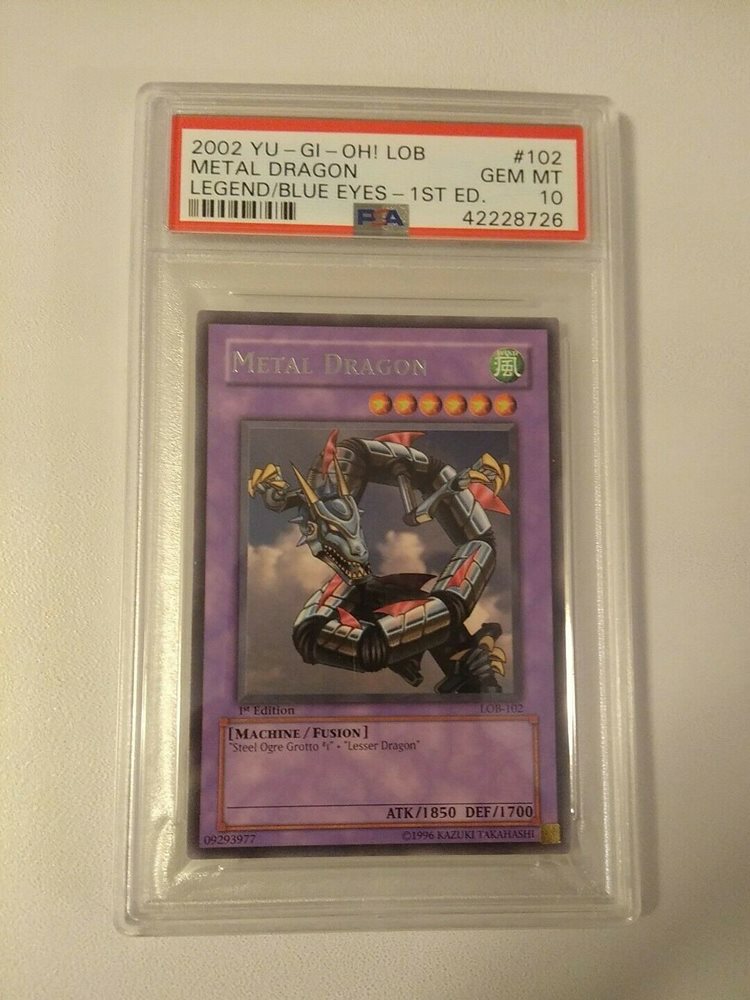 2002 YU-GI-OH! LOB #102
METAL DRAGON GEM MT
LEGEND/BLUE EYES-1ST ED. 10
PSA 42228726
METAL DRAGON
WIND
風
1st Edition LOB-102
[MACHINE/FUSION]
"Steel Ogre Grotto #1" + "Lesser Dragon"
ATK/1850 DEF/1700
09293977 ©1996 KAZUKI TAKAHASHI